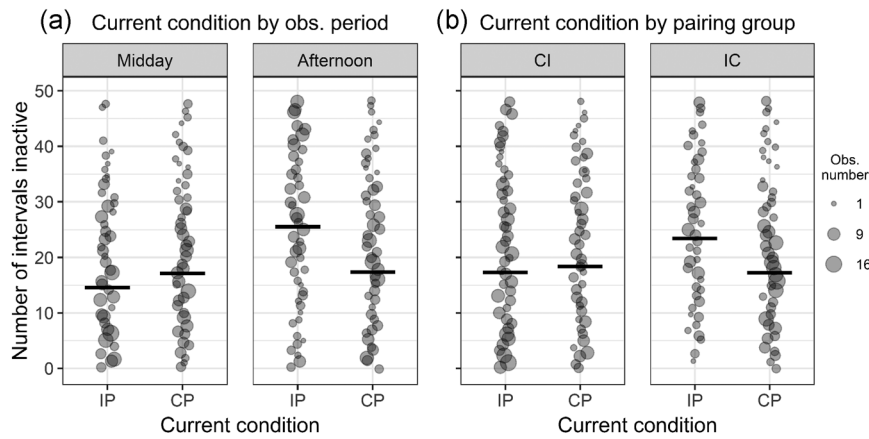 (a) Current condition by obs. period
(b) Current condition by pairing group
Midday
Afternoon
CI
IC
Number of intervals inactive
50
40
30
20
10
0
IP
CP
IP
CP
IP
CP
IP
CP
Current condition
Current condition
Obs.
number
1
9
16